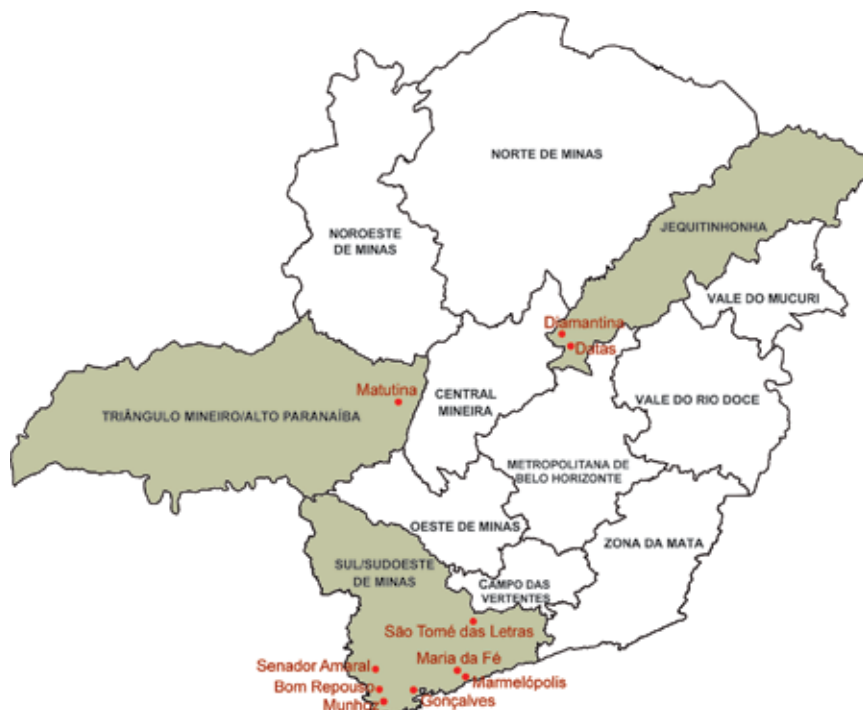 NORTE DE MINAS
JEQUITINHONHA
NOROESTE
DE MINAS
VALE DO MUCURI
Diamantina
Datas
Matutina
CENTRAL
MINEIRA
VALE DO RIO DOCE
TRIÂNGULO MINEIRO/ALTO PARANAÍBA
METROPOLITANA DE
BELO HORIZONTE
OESTE DE MINAS
ZONA DA MATA
SUL/SUDOESTE
DE MINAS
CAMPO DAS
VERTENTES
São Tomé das Letras
Maria da Fé
Senador Amaral
Marmelópolis
Bom Repouso
Gonçalves
Munhoz